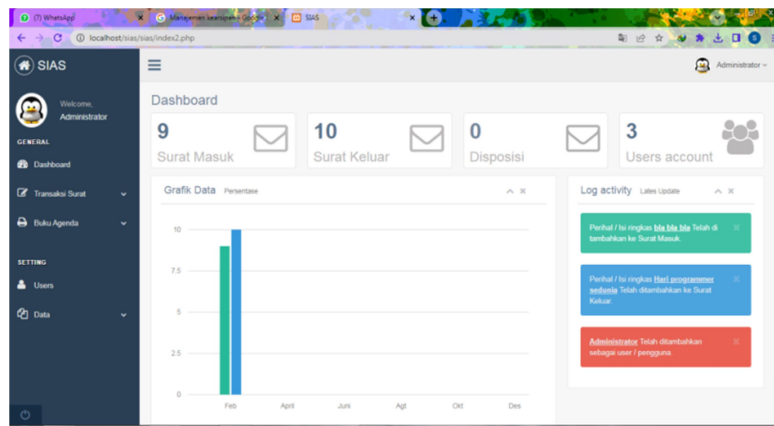 (7) WhatsApp
SIAS
localhost/sias/sias/index2.php
SIAS
Administrator
Welcome,
Administrator
GENERAL
Dashboard
Transaksi Surat
Buku Agenda
SETTING
Users
Data
Dashboard
9
Surat Masuk
10
Surat Keluar
0
Disposisi
3
Users account
Grafik Data Persentase
10
7.5
5
2.5
0
Feb April Juni Agt Okt Des
Log activity Lates Update
Perihal / Isi ringkas bla bla bla Telah di
tambahkan ke Surat Masuk.
Perihal / Isi ringkas Hari programmer
sedunia Telah ditambahkan ke Surat
Keluar.
Administrator Telah ditambahkan
sebagai user / pengguna.